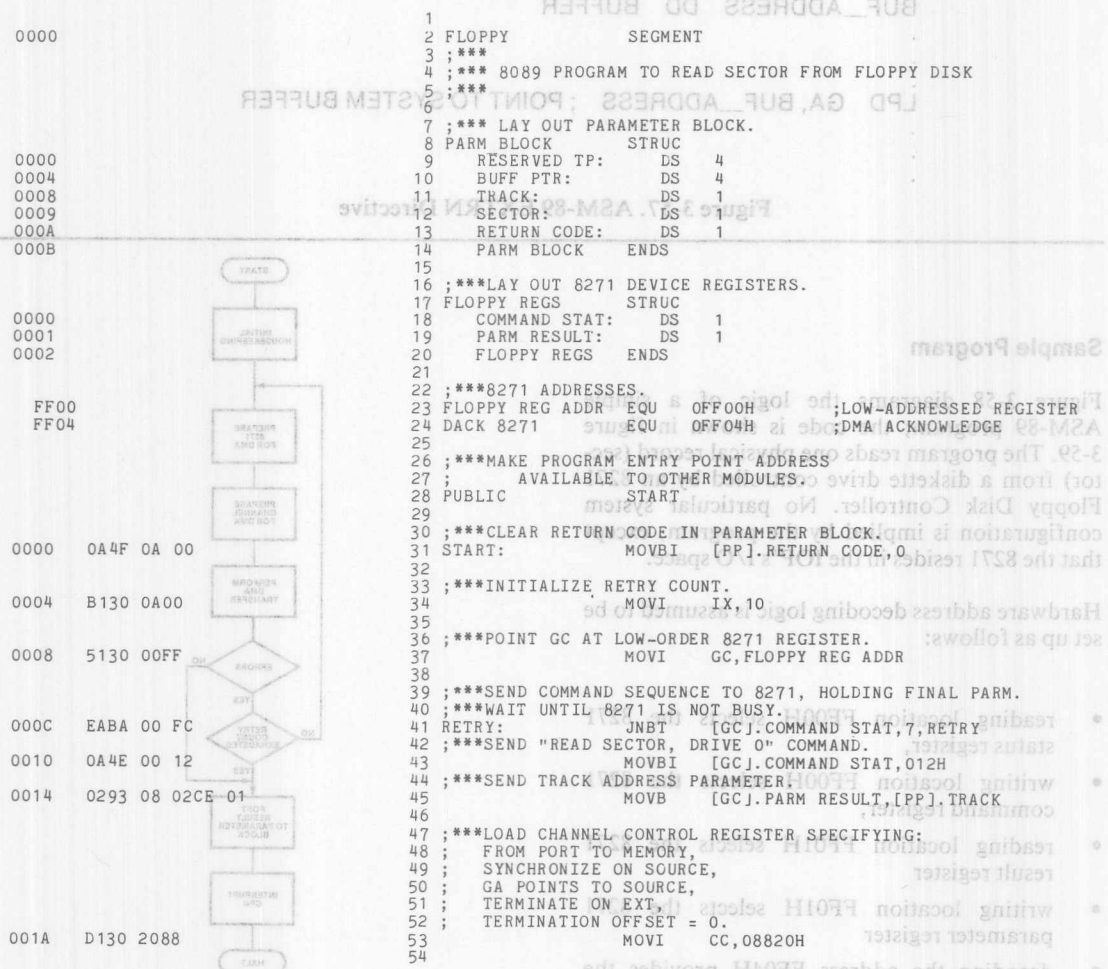 1
0000 2 FLOPPY SEGMENT
3 ;***
4 ;*** 8089 PROGRAM TO READ SECTOR FROM FLOPPY DISK
5 ;***
6
7 ;*** LAY OUT PARAMETER BLOCK.
8 PARM BLOCK STRUC
0000 9 RESERVED TP: DS 4
0004 10 BUFF PTR: DS 4
0008 11 TRACK: DS 1
0009 12 SECTOR: DS 1
000A 13 RETURN CODE: DS 1
000B 14 PARM BLOCK ENDS
15
16 ;***LAY OUT 8271 DEVICE REGISTERS.
17 FLOPPY REGS STRUC
0000 18 COMMAND STAT: DS 1
0001 19 PARM RESULT: DS 1
0002 20 FLOPPY REGS ENDS
21
22 ;***8271 ADDRESSES.
FF00 23 FLOPPY REG ADDR EQU 0FF00H ;LOW-ADDRESSED REGISTER
FF04 24 DACK 8271 EQU 0FF04H ;DMA ACKNOWLEDGE
25
26 ;***MAKE PROGRAM ENTRY POINT ADDRESS
27 ; AVAILABLE TO OTHER MODULES.
28 PUBLIC START
29
30 ;***CLEAR RETURN CODE IN PARAMETER BLOCK.
0000 0A4F 0A 00 31 START: MOVBI [PP].RETURN CODE,0
32
33 ;***INITIALIZE RETRY COUNT.
0004 B130 0A00 34 MOVI IX,10
35
36 ;***POINT GC AT LOW-ORDER 8271 REGISTER.
0008 5130 00FF 37 MOVI GC,FLOPPY REG ADDR
38
39 ;***SEND COMMAND SEQUENCE TO 8271, HOLDING FINAL PARM.
40 ;***WAIT UNTIL 8271 IS NOT BUSY.
000C EABA 00 FC 41 RETRY: JNBT [GC].COMMAND STAT,7,RETRY
42 ;***SEND "READ SECTOR, DRIVE 0" COMMAND.
0010 0A4E 00 12 43 MOVBI [GC].COMMAND STAT,012H
44 ;***SEND TRACK ADDRESS PARAMETER.
0014 0293 08 02CE 01 45 MOVB [GC].PARM RESULT,[PP].TRACK
46
47 ;***LOAD CHANNEL CONTROL REGISTER SPECIFYING:
48 ; FROM PORT TO MEMORY,
49 ; SYNCHRONIZE ON SOURCE,
50 ; GA POINTS TO SOURCE,
51 ; TERMINATE ON EXT,
52 ; TERMINATION OFFSET = 0.
001A D130 2088 53 MOVI CC,08820H
54